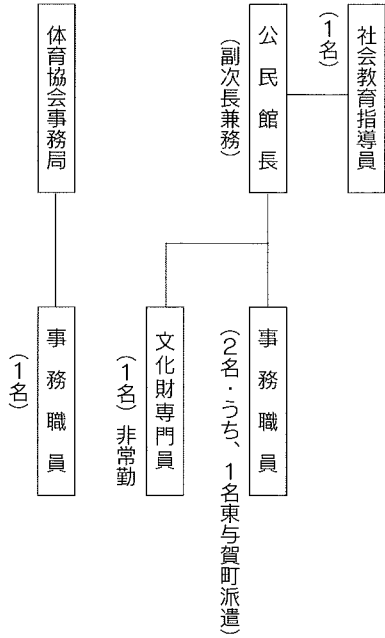 社会教育指導員
（1名）
公民館長
（副次長兼務）
事務職員
（2名・うち、1名東与賀町派遣）
文化財専門員
（1名）非常勤
体育協会事務局
事務職員
（1名）